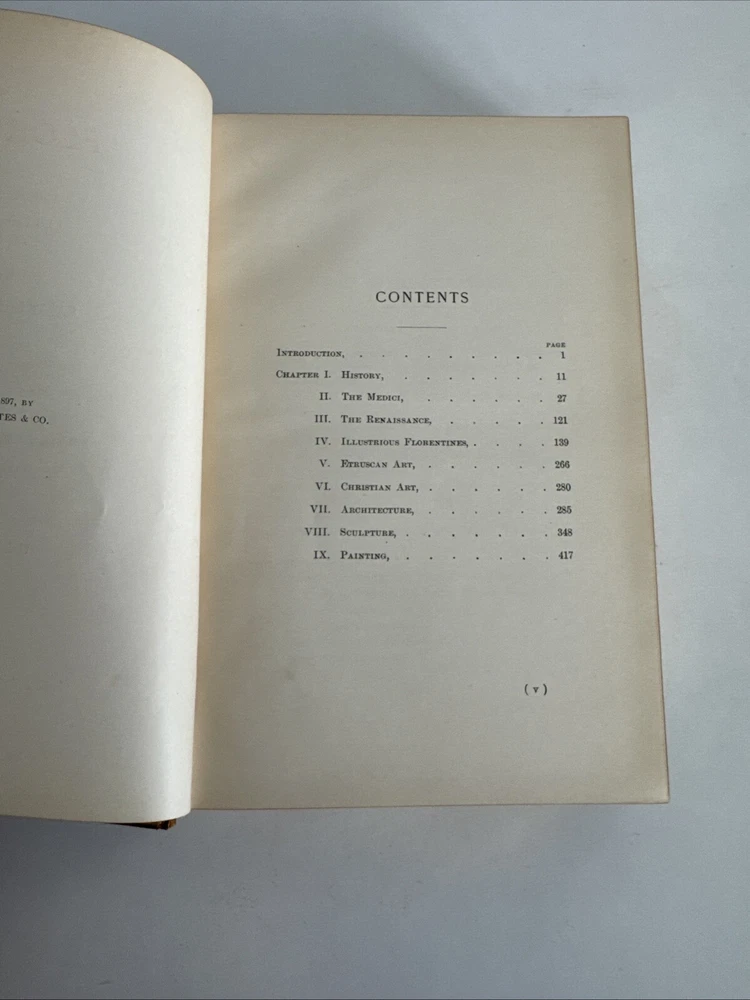 897, BY
TES & CO.
CONTENTS
PAGE
INTRODUCTION, . . . . . . . . . 1
CHAPTER I. HISTORY, . . . . . . . 11
II. THE MEDICI, . . . . . . 27
III. THE RENAISSANCE, . . . . . 121
IV. ILLUSTRIOUS FLORENTINES, . . . . 139
V. ETRUSCAN ART, . . . . . . 266
VI. CHRISTIAN ART, . . . . . . 280
VII. ARCHITECTURE, . . . . . . 285
VIII. SCULPTURE, . . . . . . . 348
IX. PAINTING, . . . . . . . 417
(v)